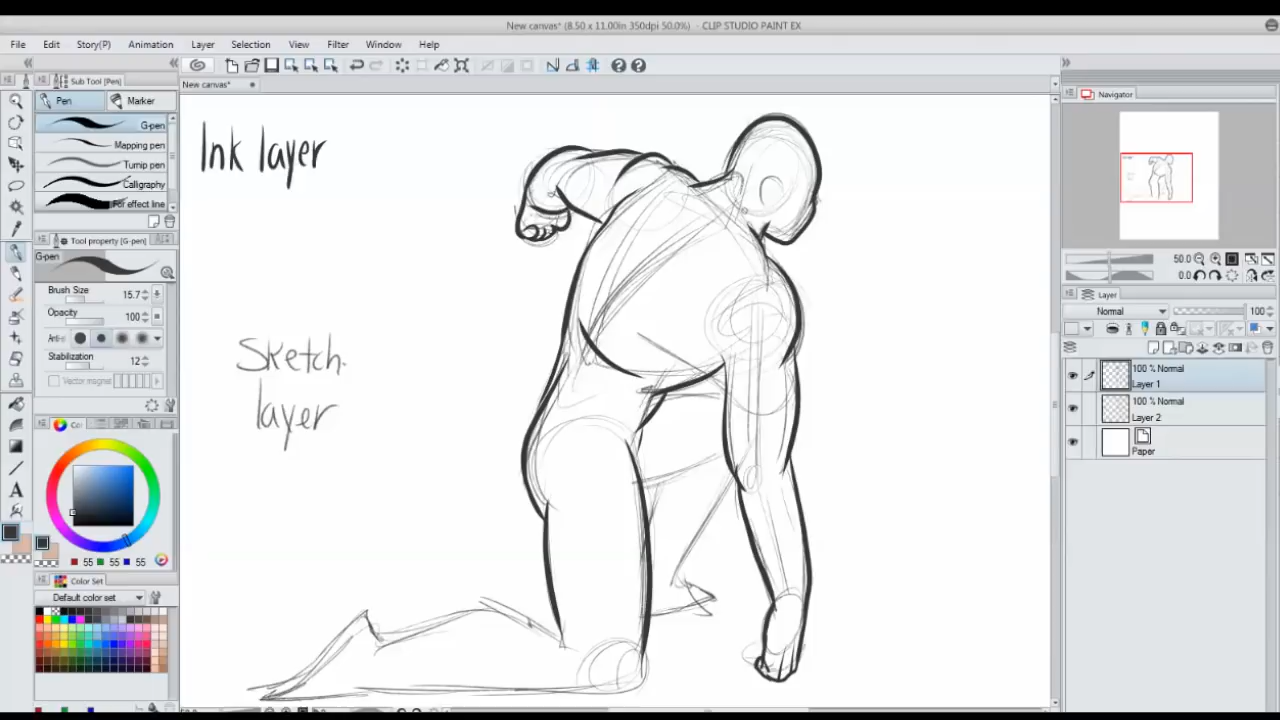 New canvas* (8.50 x 11.00in 350dpi 50.0%) - CLIP STUDIO PAINT EX
File Edit Story(P) Animation Layer Selection View Filter Window Help
Sub Tool [Pen]
New canvas*
Navigator
Pen Marker
G-pen
Mapping pen
Turnip pen
Calligraphy
For effect line
Ink layer
Tool property [G-pen]
G-pen
Brush Size 15.7
Opacity 100
Anti-
Stabilization 12
Vector magnet
50.0
0.0
Layer
Normal 100
100 % Normal
Layer 1
100 % Normal
Layer 2
Paper
Sketch
layer
Co
55 55 55
Color Set
Default color set